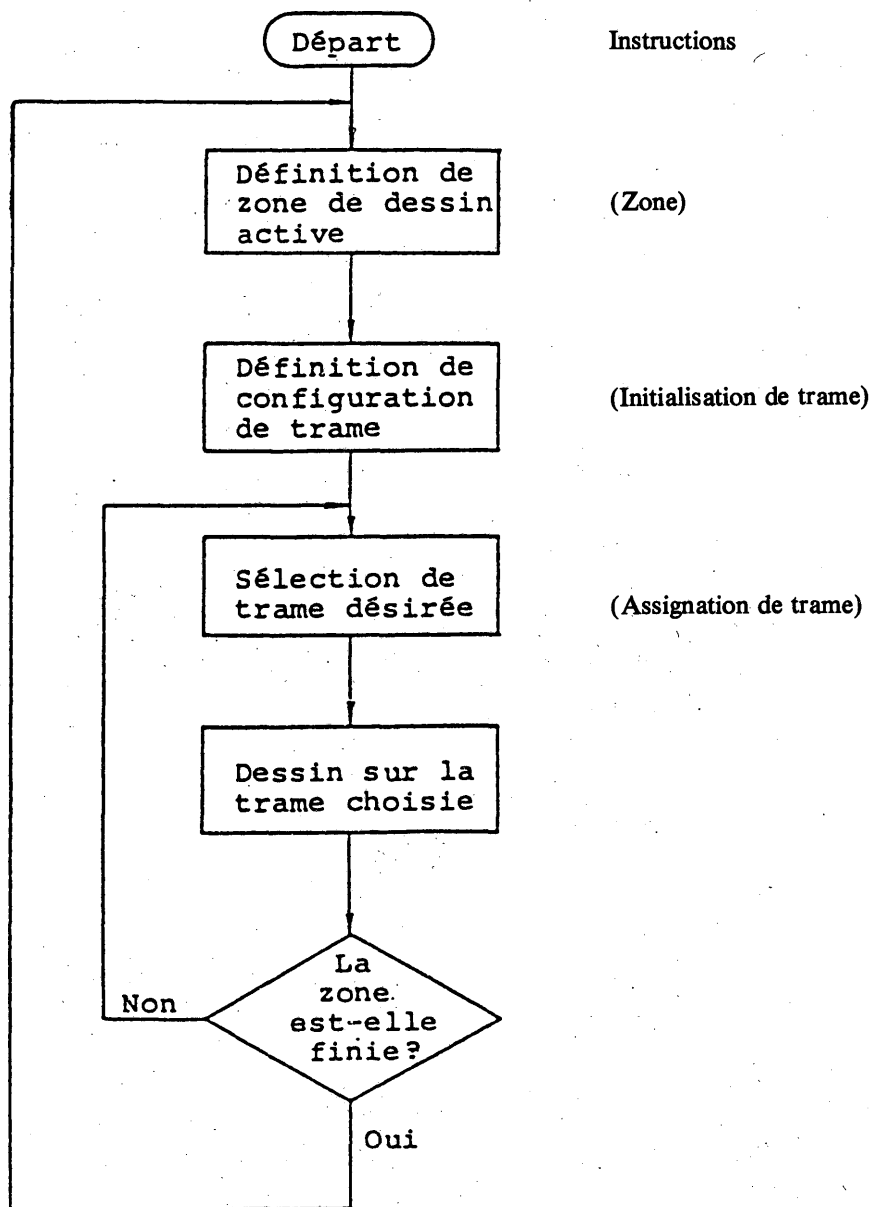 Départ
Instructions
Définition de
zone de dessin
active
(Zone)
Définition de
configuration
de trame
(Initialisation de trame)
Sélection de
trame désirée
(Assignation de trame)
Dessin sur la
trame choisie
La
zone
est-elle
finie?
Non
Oui